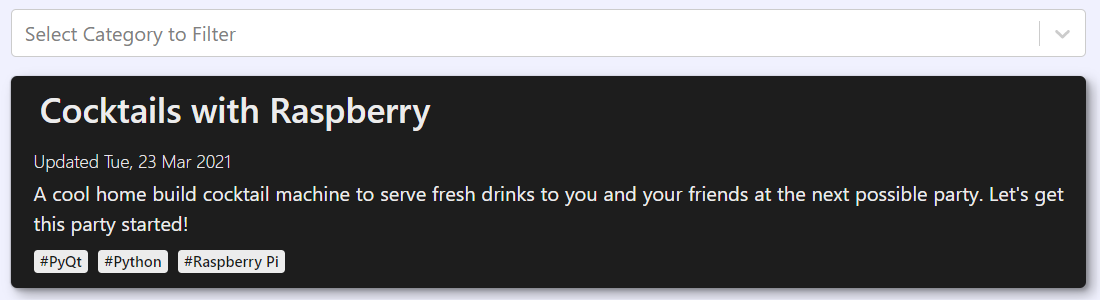 Select Category to Filter
Cocktails with Raspberry
Updated Tue, 23 Mar 2021
A cool home build cocktail machine to serve fresh drinks to you and your friends at the next possible party. Let's get
this party started!
#PyQt #Python #Raspberry Pi